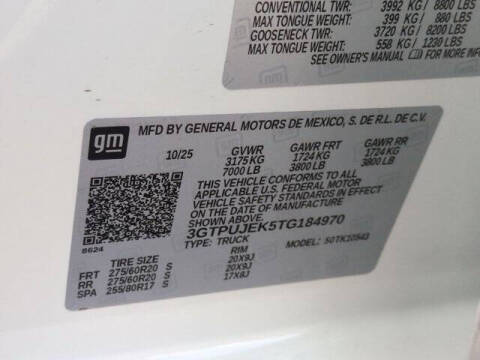 CONVENTIONAL TWR: 3992 KG / 8800 LBS
MAX TONGUE WEIGHT: 399 KG / 880 LBS
GOOSENECK TWR: 3720 KG / 8200 LBS
MAX TONGUE WEIGHT: 558 KG / 1230 LBS
SEE OWNER'S MANUAL FOR MORE
gm
MFD BY GENERAL MOTORS DE MEXICO, S. DE R.L. DE C.V.
10/25 GVWR GAWR FRT GAWR RR
3175 KG 1724 KG 1724 KG
7000 LB 3800 LB 3800 LB
THIS VEHICLE CONFORMS TO ALL
APPLICABLE U.S. FEDERAL MOTOR
VEHICLE SAFETY STANDARDS IN EFFECT
ON THE DATE OF MANUFACTURE
SHOWN ABOVE.
3GTPUJEK5TG184970
TYPE: TRUCK MODEL: 50TK10543
8624
TIRE SIZE RIM
FRT 275/60R20 S 20X9J
RR 275/60R20 S 20X9J
SPA 255/80R17 S 17X8J